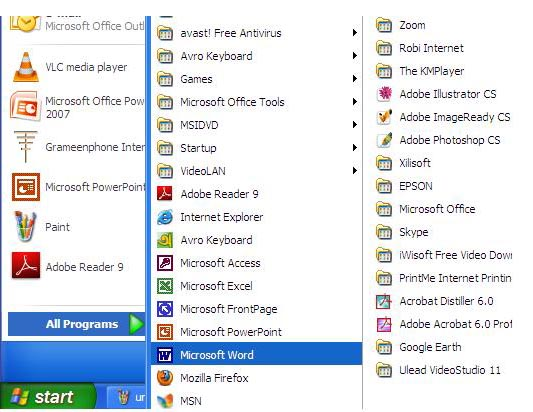 Microsoft Office Outl
VLC media player
Microsoft Office Pow
2007
Grameenphone Inter
Microsoft PowerPoint
Paint
Adobe Reader 9
All Programs
start
ur
avast! Free Antivirus
Avro Keyboard
Games
Microsoft Office Tools
MSIDVD
Startup
VideoLAN
Adobe Reader 9
Internet Explorer
Avro Keyboard
Microsoft Access
Microsoft Excel
Microsoft FrontPage
Microsoft PowerPoint
Microsoft Word
Mozilla Firefox
MSN
Zoom
Robi Internet
The KMPlayer
Adobe Illustrator CS
Adobe ImageReady CS
Adobe Photoshop CS
Xilisoft
EPSON
Microsoft Office
Skype
iWisoft Free Video Down
PrintMe Internet Printin
Acrobat Distiller 6.0
Adobe Acrobat 6.0 Prof
Google Earth
Ulead VideoStudio 11